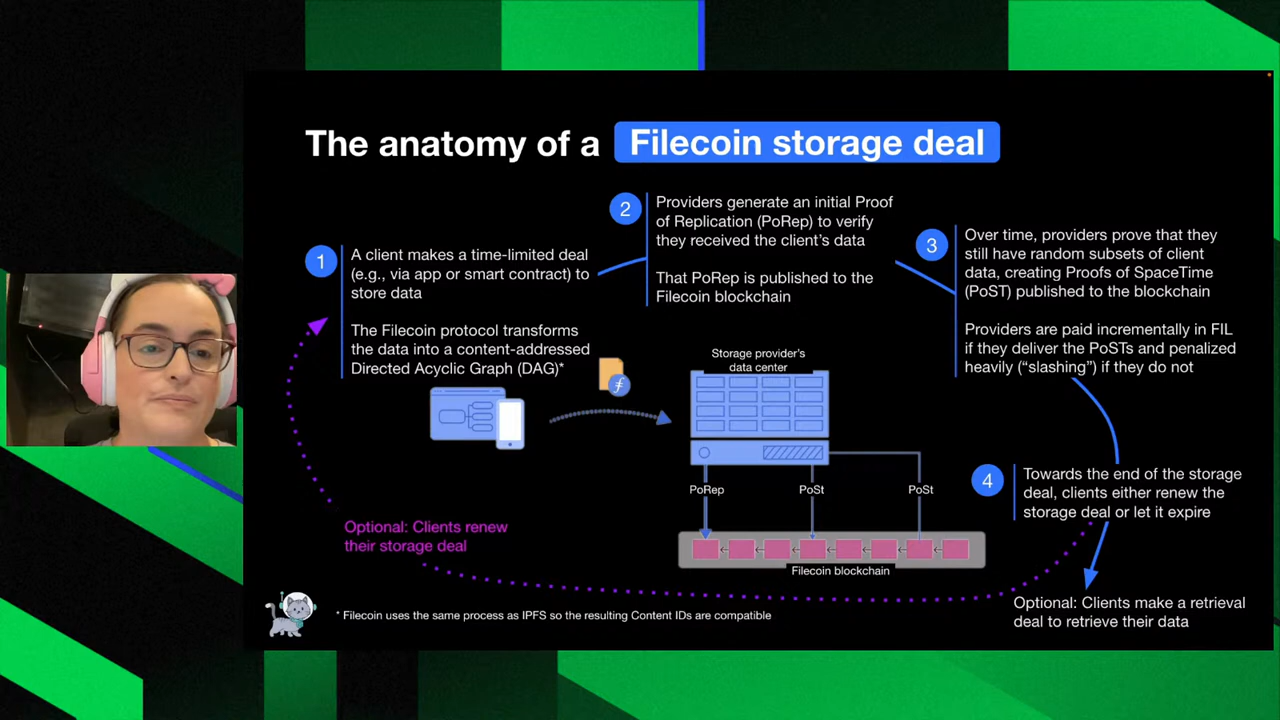 The anatomy of a Filecoin storage deal
1
A client makes a time-limited deal
(e.g., via app or smart contract) to
store data
The Filecoin protocol transforms
the data into a content-addressed
Directed Acyclic Graph (DAG)*
2
Providers generate an initial Proof
of Replication (PoRep) to verify
they received the client's data
That PoRep is published to the
Filecoin blockchain
3
Over time, providers prove that they
still have random subsets of client
data, creating Proofs of SpaceTime
(PoST) published to the blockchain
Providers are paid incrementally in FIL
if they deliver the PoSTs and penalized
heavily ("slashing") if they do not
Storage provider's
data center
PoRep
PoSt
PoSt
Filecoin blockchain
4
Towards the end of the storage
deal, clients either renew the
storage deal or let it expire
Optional: Clients renew
their storage deal
Optional: Clients make a retrieval
deal to retrieve their data
* Filecoin uses the same process as IPFS so the resulting Content IDs are compatible